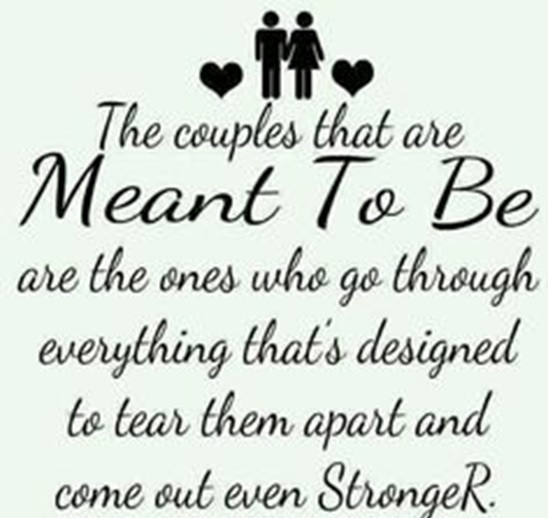 The couples that are
Meant To Be
are the ones who go through
everything that's designed
to tear them apart and
come out even StrongeR.